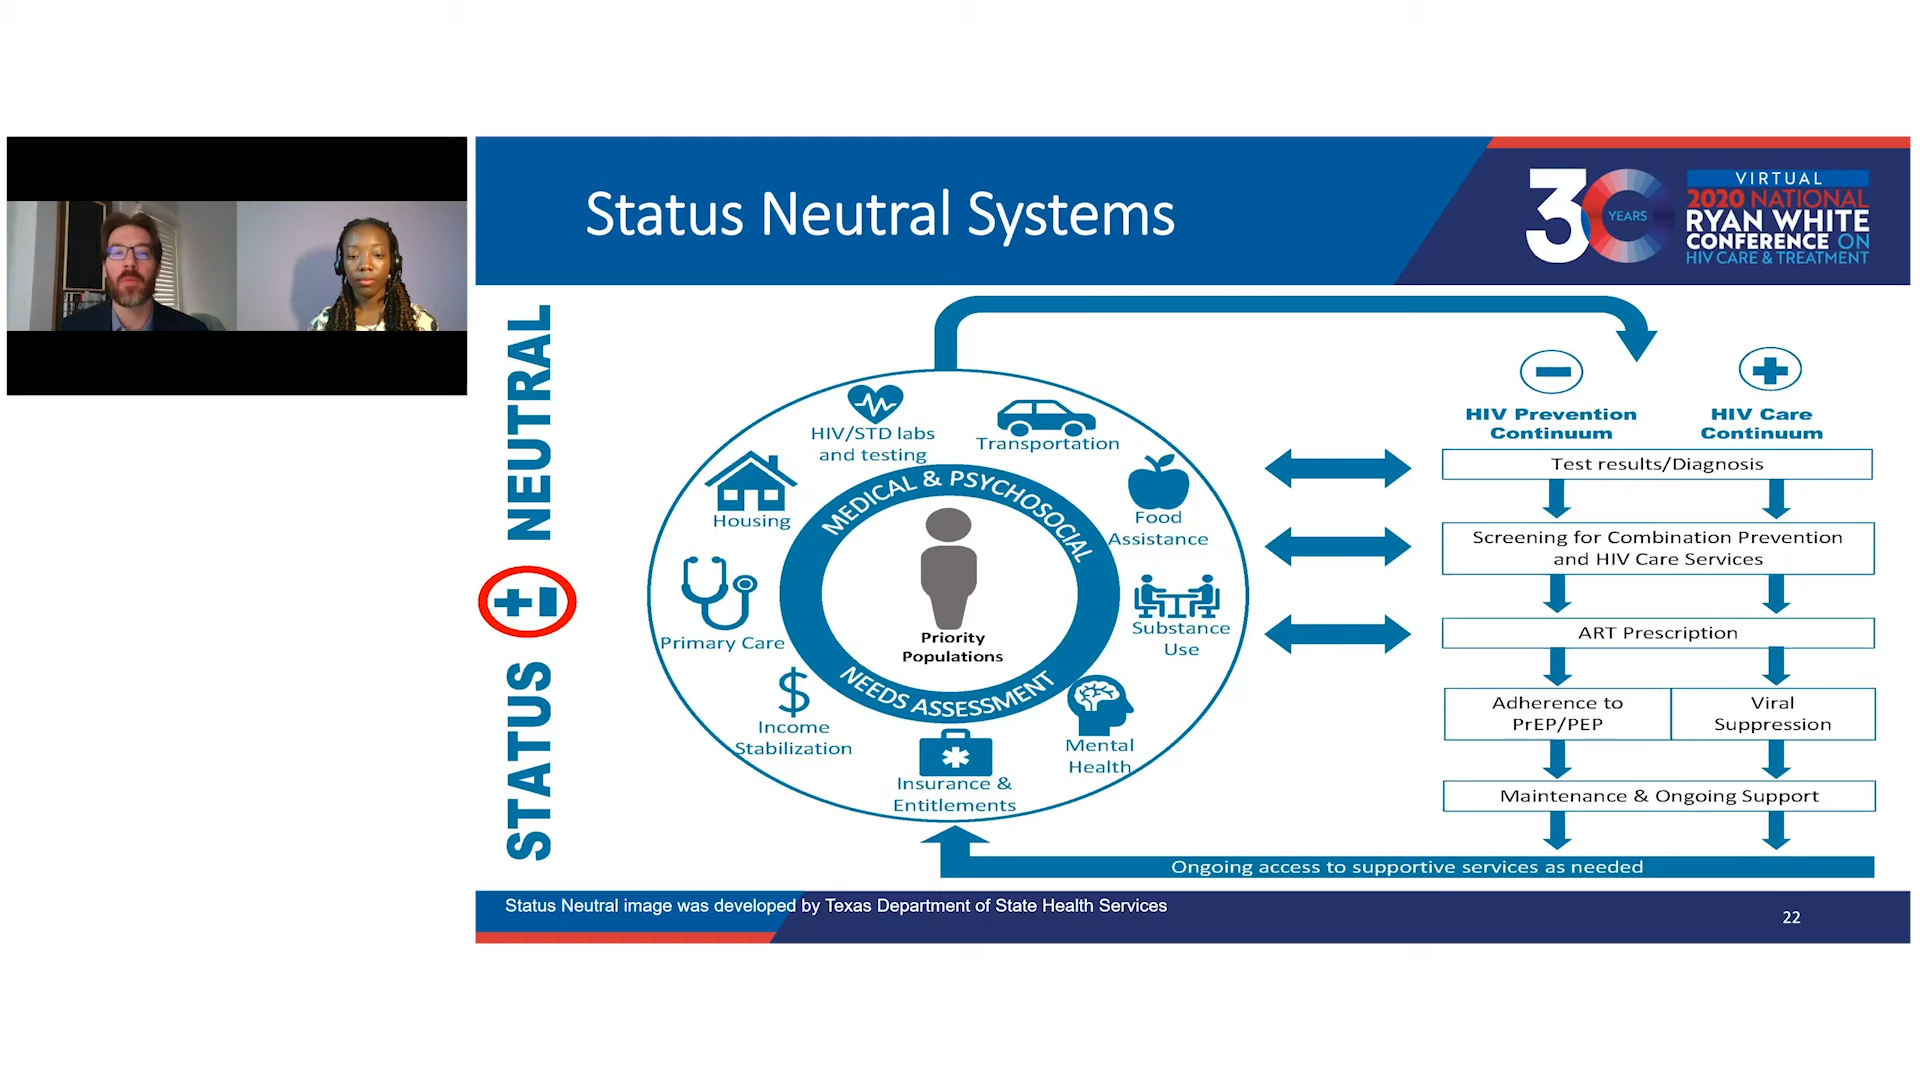 Status Neutral Systems
30 YEARS
VIRTUAL
2020 NATIONAL
RYAN WHITE
CONFERENCE ON
HIV CARE & TREATMENT
STATUS NEUTRAL
HIV/STD labs
and testing
Transportation
Food
Assistance
Substance
Use
Mental
Health
Insurance &
Entitlements
Income
Stabilization
Primary Care
Housing
MEDICAL & PSYCHOSOCIAL
NEEDS ASSESSMENT
Priority
Populations
HIV Prevention
Continuum
HIV Care
Continuum
Test results/Diagnosis
Screening for Combination Prevention
and HIV Care Services
ART Prescription
Adherence to
PrEP/PEP
Viral
Suppression
Maintenance & Ongoing Support
Ongoing access to supportive services as needed
Status Neutral image was developed by Texas Department of State Health Services
22